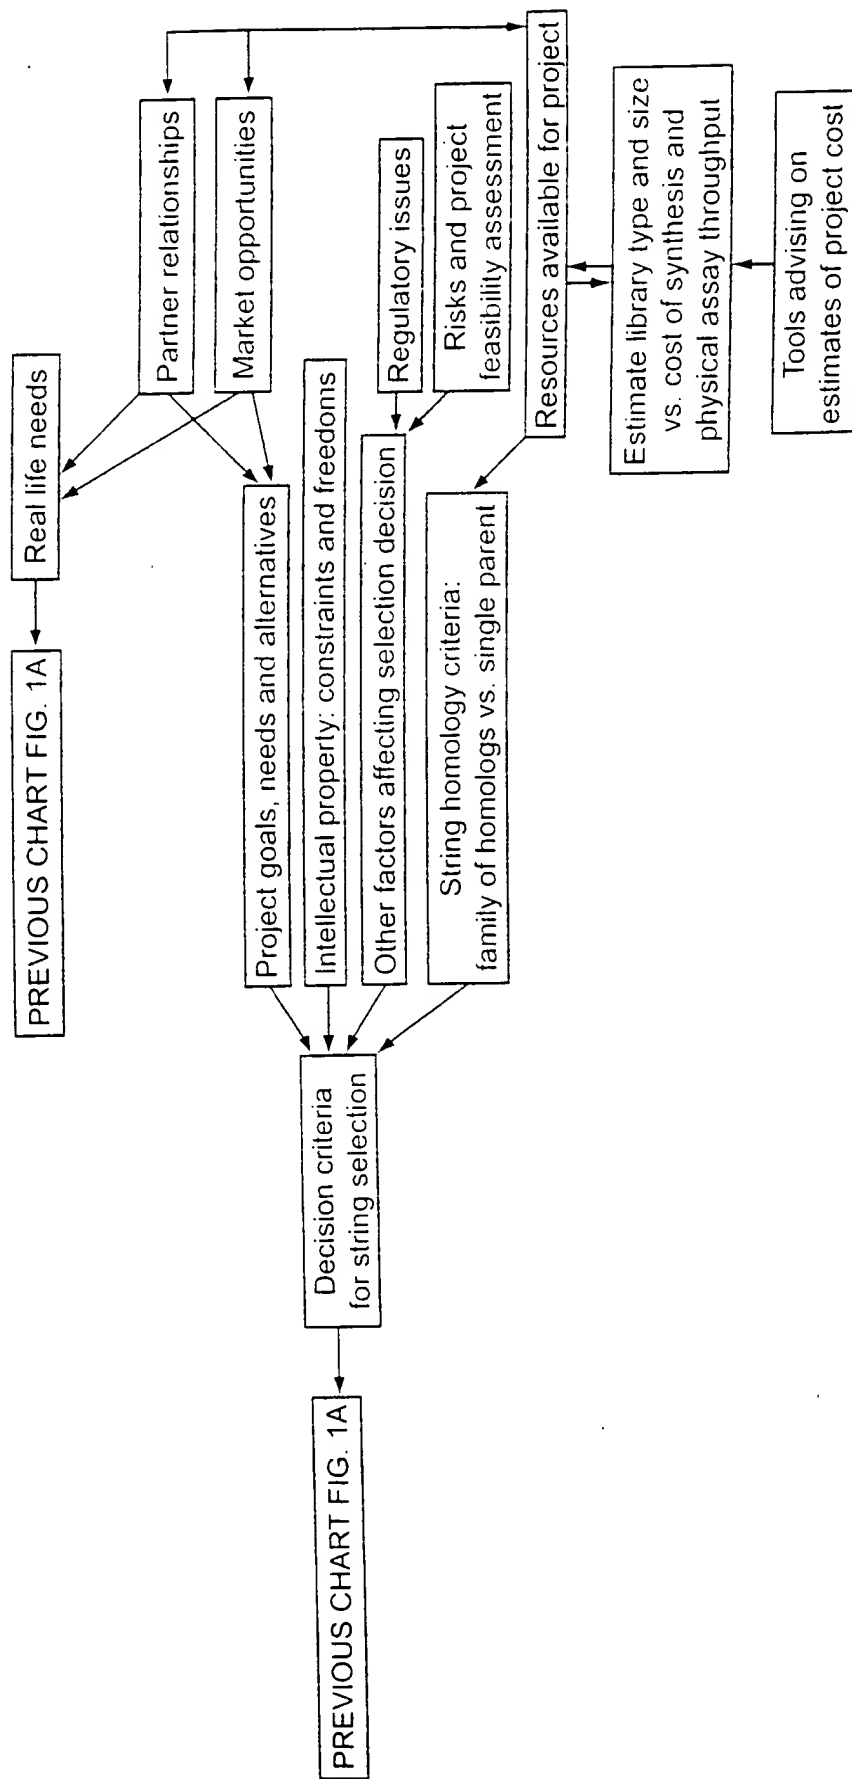 PREVIOUS CHART FIG. 1A
Real life needs
Partner relationships
Market opportunities
Project goals, needs and alternatives
Intellectual property: constraints and freedoms
Regulatory issues
Other factors affecting selection decision
Risks and project
feasibility assessment
String homology criteria:
family of homologs vs. single parent
Resources available for project
Estimate library type and size
vs. cost of synthesis and
physical assay throughput
Tools advising on
estimates of project cost
Decision criteria
for string selection
PREVIOUS CHART FIG. 1A